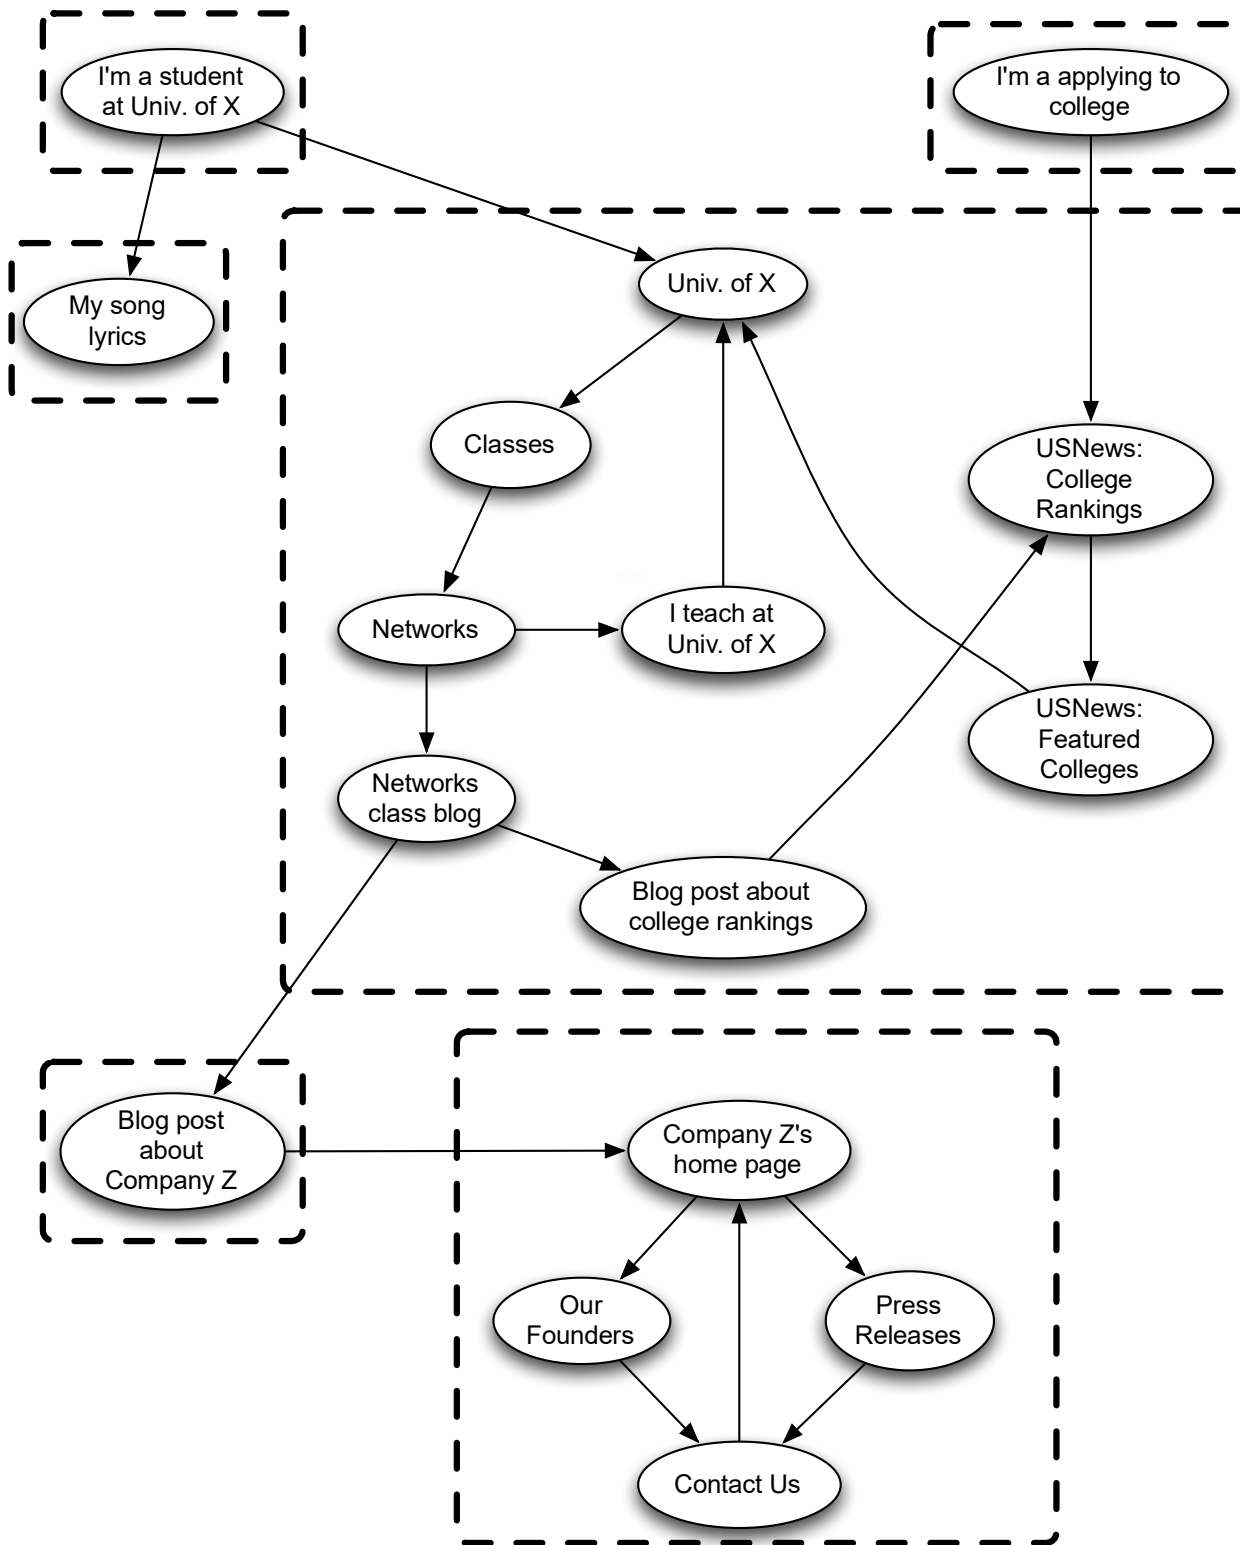 I'm a student
at Univ. of X
I'm a applying to
college
My song
lyrics
Univ. of X
Classes
USNews:
College
Rankings
Networks
I teach at
Univ. of X
USNews:
Featured
Colleges
Networks
class blog
Blog post about
college rankings
Blog post
about
Company Z
Company Z's
home page
Our
Founders
Press
Releases
Contact Us